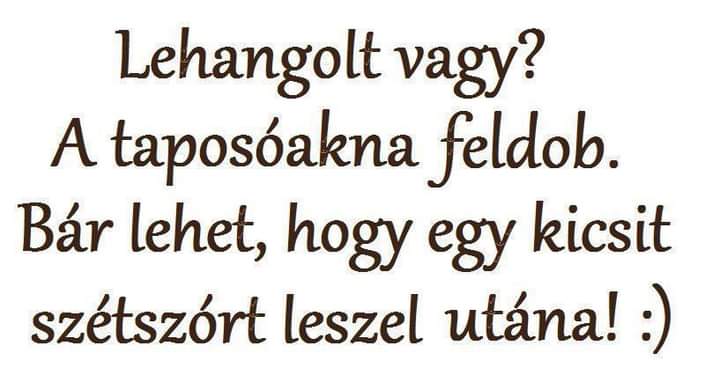 Lehangolt vagy?
A taposóakna feldob.
Bár lehet, hogy egy kicsit
szétszórt leszel utána! :)